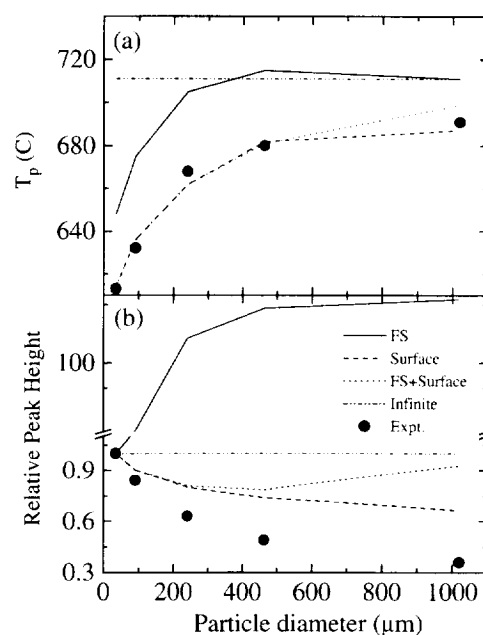 (a)
720
680
640
T_p (C)
(b)
100
0.9
0.6
0.3
Relative Peak Height
FS
Surface
FS+Surface
Infinite
Expt.
0 200 400 600 800 1000
Particle diameter (μm)